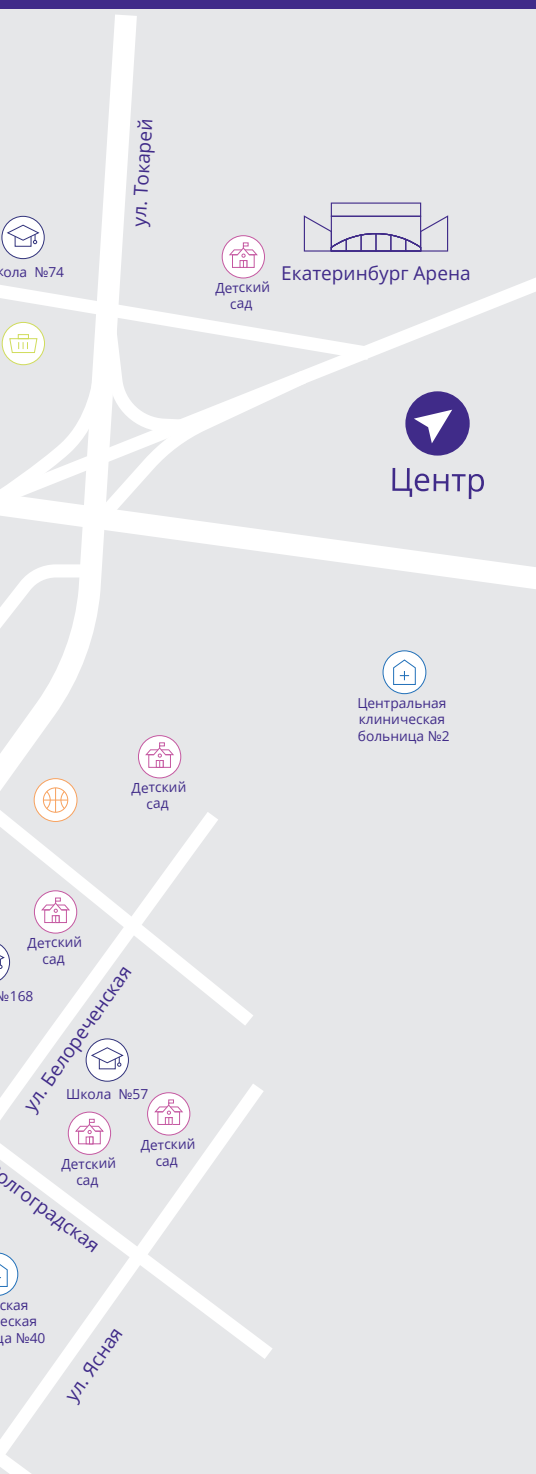 ул. Токарей
кола №74
Детский
сад
Екатеринбург Арена
Центр
Центральная
клиническая
больница №2
Детский
сад
Детский
сад
№168
ул. Белореченская
Школа №57
Детский
сад
Детский
сад
олгоградская
ская
еская
ца №40
ул. Ясная